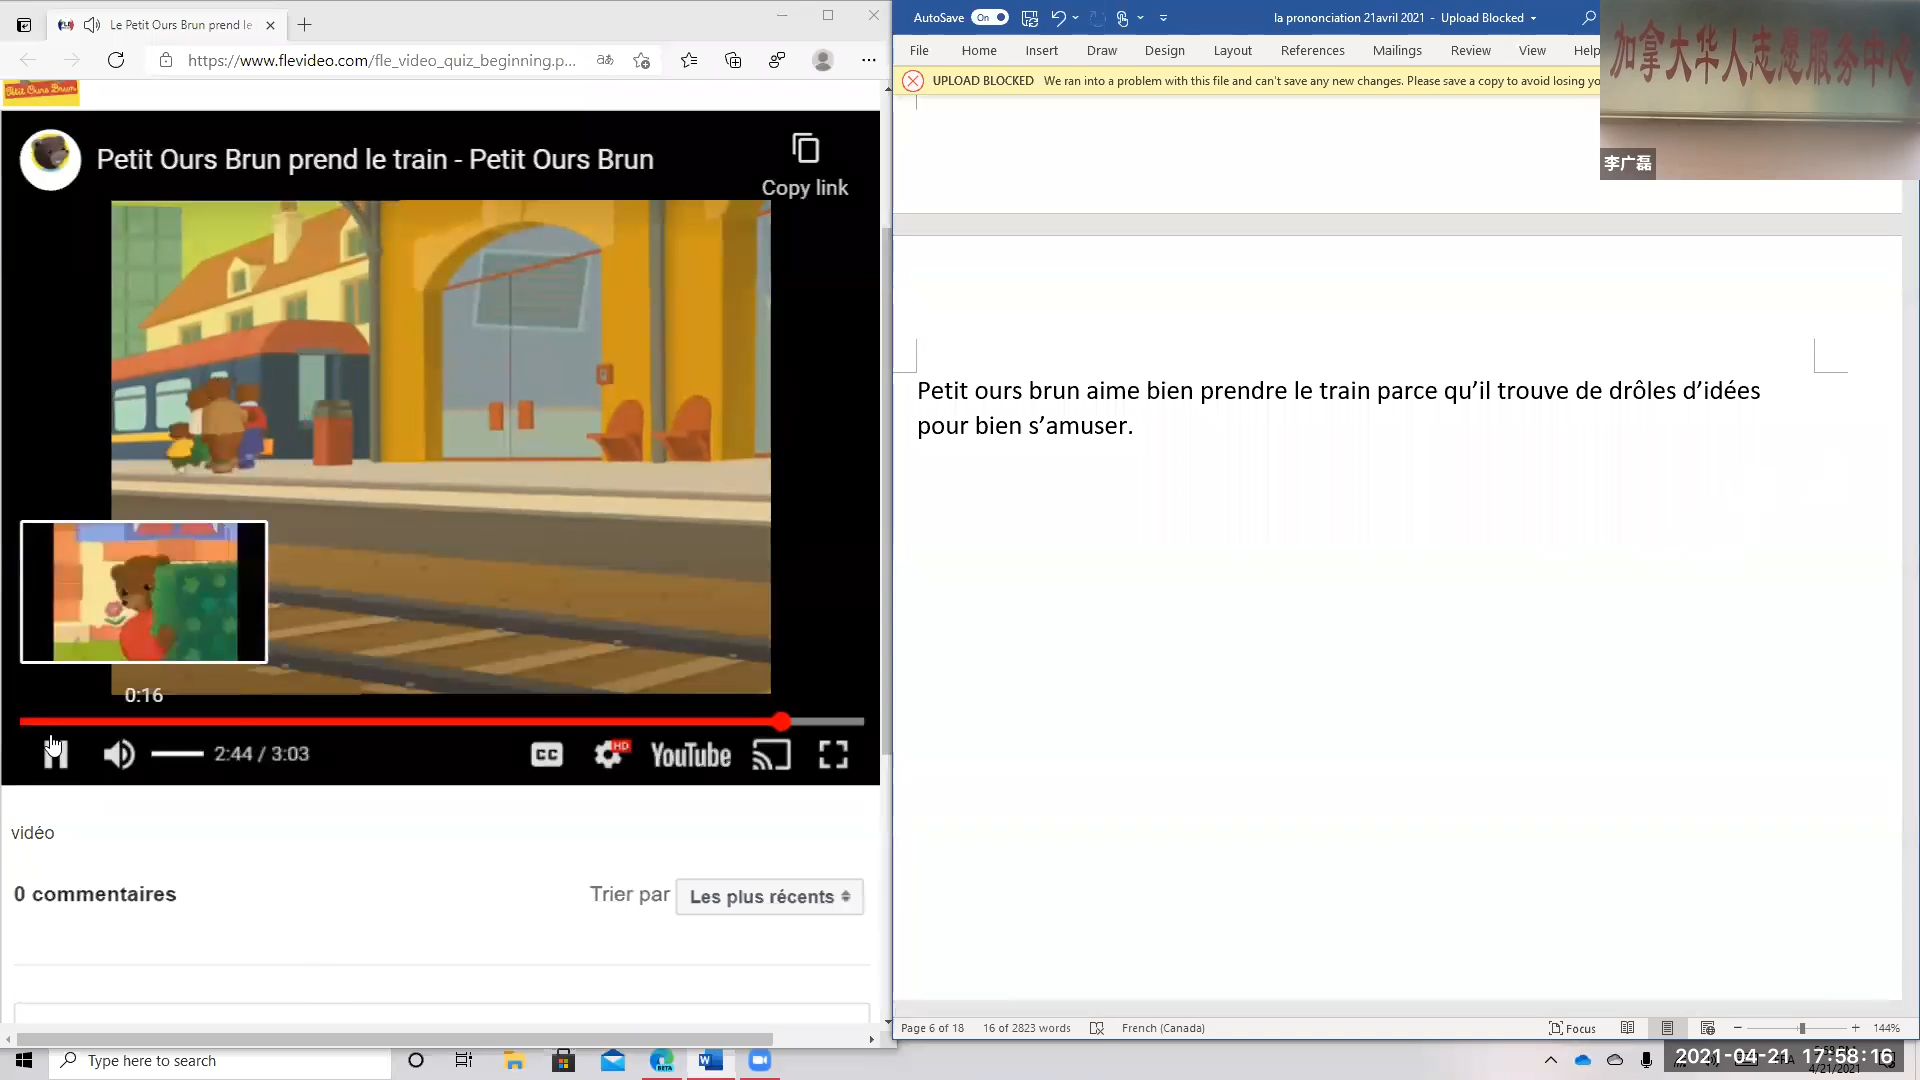 Le Petit Ours Brun prend le
https://www.flevideo.com/fle_video_quiz_beginning.p...
Petit Ours Brun
Petit Ours Brun prend le train - Petit Ours Brun
Copy link
0:16
2:44 / 3:03
CC
HD
YouTube
vidéo
0 commentaires
Trier par
Les plus récents
AutoSave On
la prononciation 21avril 2021 - Upload Blocked
File Home Insert Draw Design Layout References Mailings Review View Help
UPLOAD BLOCKED We ran into a problem with this file and can't save any new changes. Please save a copy to avoid losing yo
加拿大华人志愿服务中心
李广磊
Petit ours brun aime bien prendre le train parce qu’il trouve de drôles d’idées
pour bien s’amuser.
Page 6 of 18 16 of 2823 words French (Canada)
Focus
144%
Type here to search
BETA
2021-04-21 17:58:16
4/21/2021